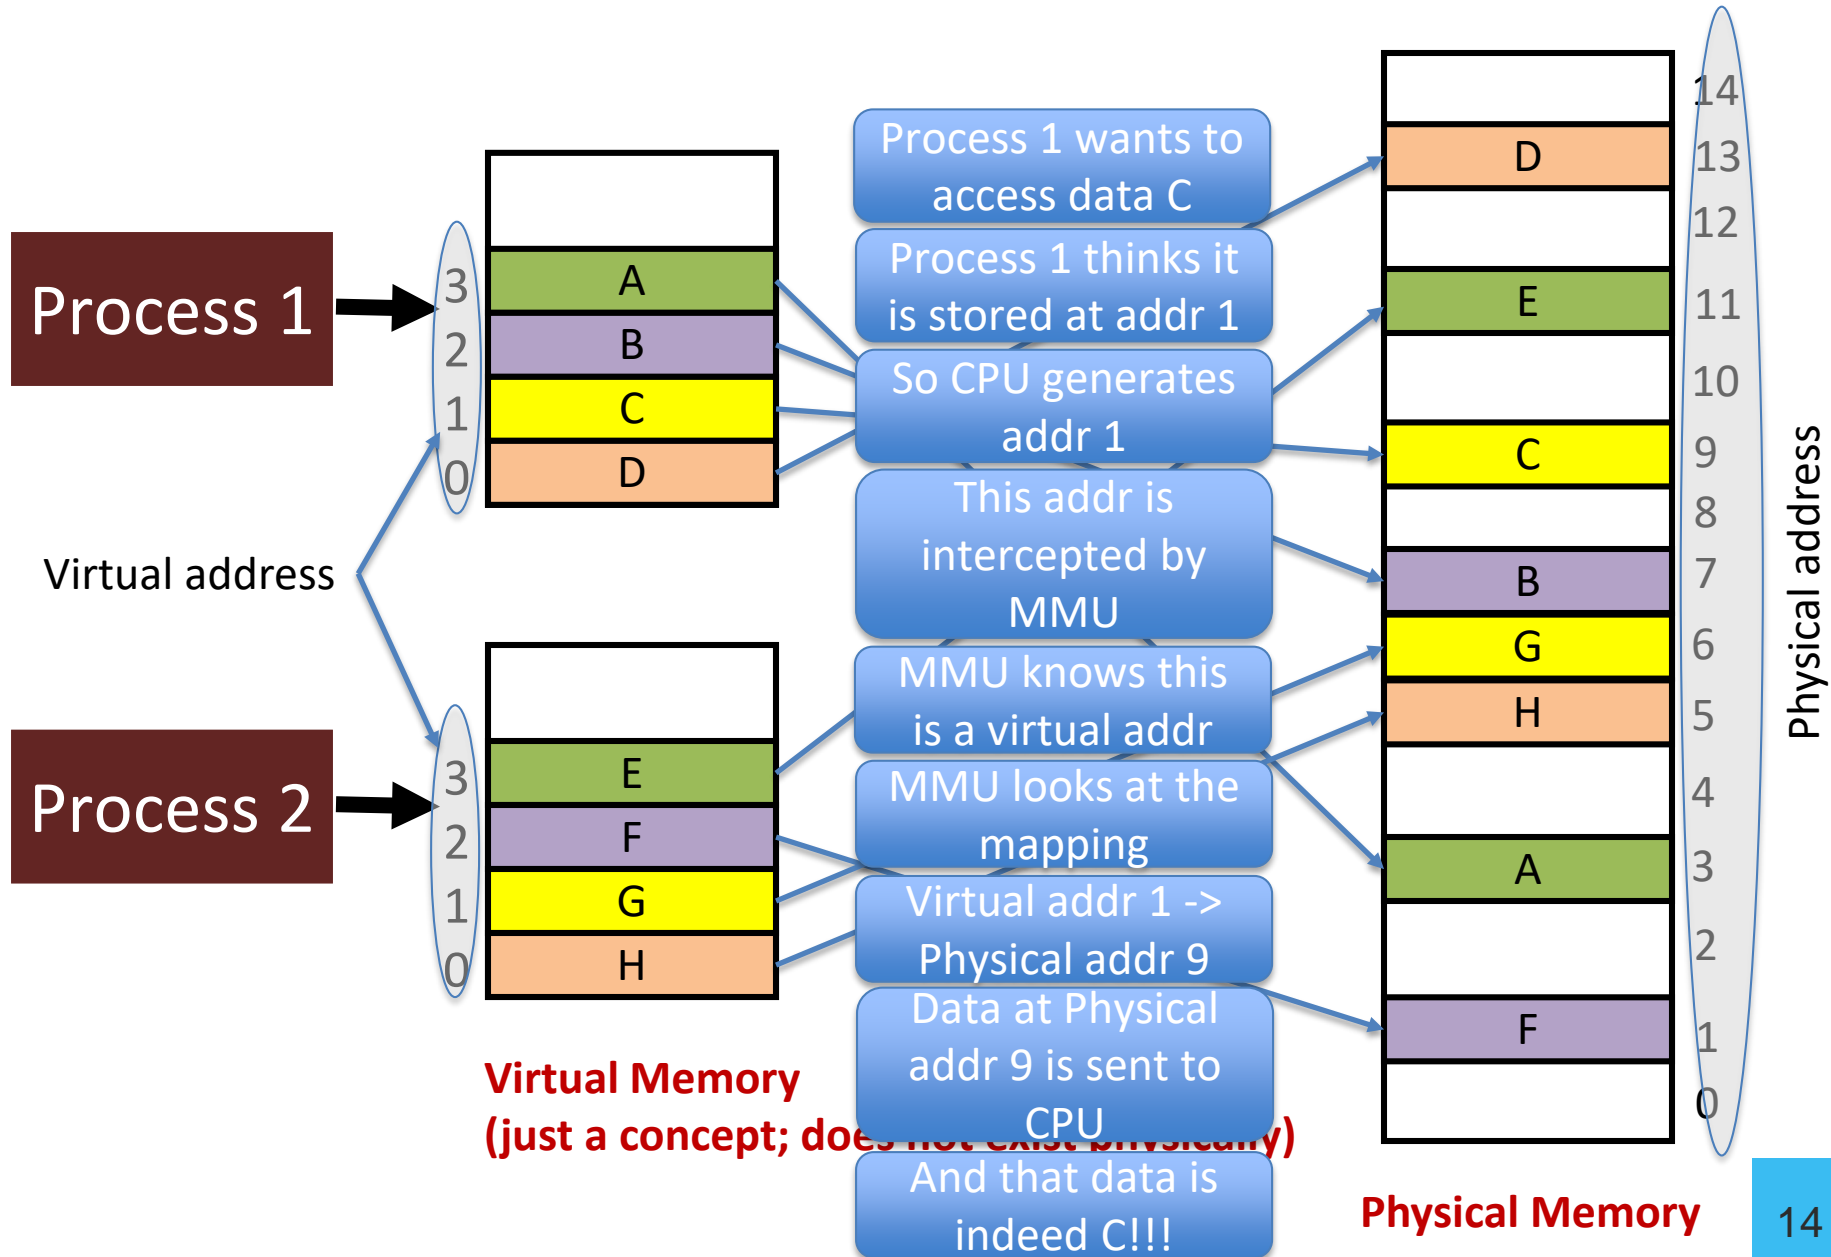 Process 1
3
2
1
0
A
B
C
D
Virtual address
Process 2
3
2
1
0
E
F
G
H
Virtual Memory
(just a concept; does not exist physically)
Process 1 wants to
access data C
Process 1 thinks it
is stored at addr 1
So CPU generates
addr 1
This addr is
intercepted by
MMU
MMU knows this
is a virtual addr
MMU looks at the
mapping
Virtual addr 1 ->
Physical addr 9
Data at Physical
addr 9 is sent to
CPU
And that data is
indeed C!!!
D
E
C
B
G
H
A
F
14
13
12
11
10
9
8
7
6
5
4
3
2
1
0
Physical address
Physical Memory
14